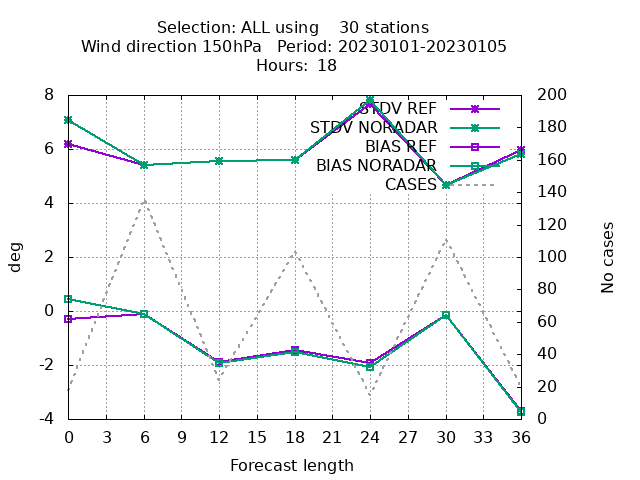 Selection: ALL using    30 stations
Wind direction 150hPa   Period: 20230101-20230105
Hours: 18
8
6
4
2
0
-2
-4
deg
200
180
160
140
120
100
80
60
40
20
0
No cases
STDV REF
STDV NORADAR
BIAS REF
BIAS NORADAR
CASES
0 3 6 9 12 15 18 21 24 27 30 33 36
Forecast length